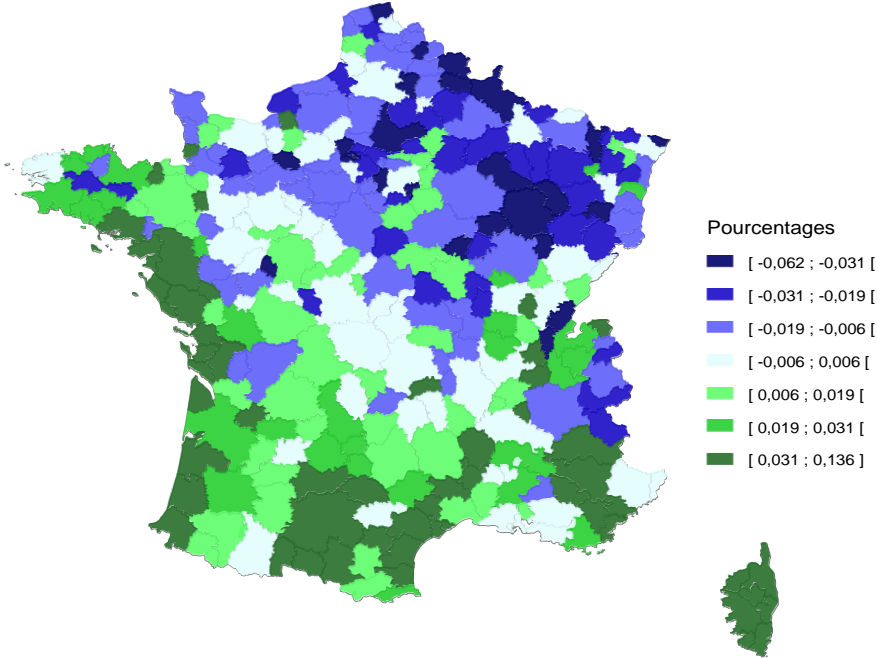 Pourcentages
[ -0,062 ; -0,031 [
[ -0,031 ; -0,019 [
[ -0,019 ; -0,006 [
[ -0,006 ; 0,006 [
[ 0,006 ; 0,019 [
[ 0,019 ; 0,031 [
[ 0,031 ; 0,136 ]